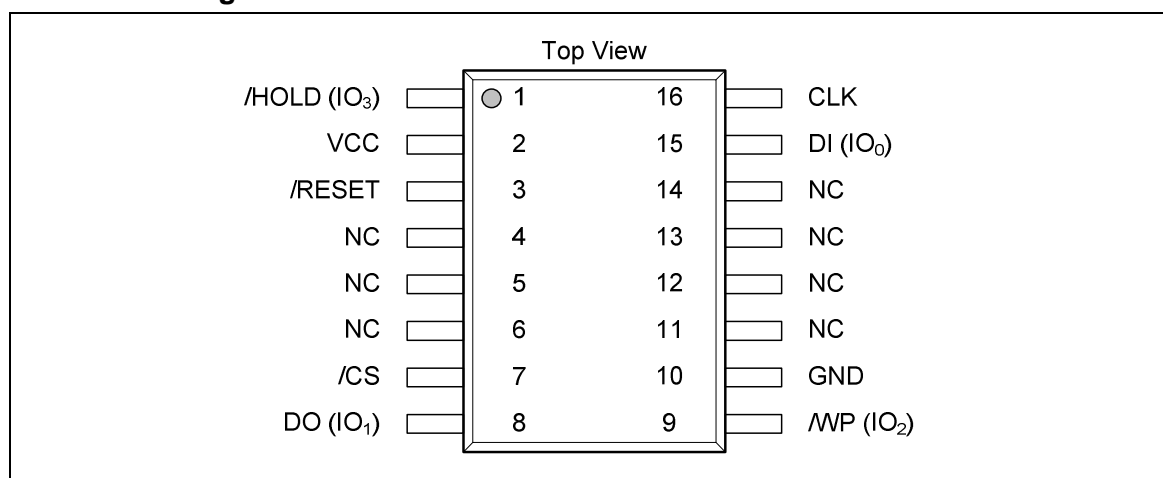 Top View
/HOLD (IO₃) 1 16 CLK
VCC 2 15 DI (IO₀)
/RESET 3 14 NC
NC 4 13 NC
NC 5 12 NC
NC 6 11 NC
/CS 7 10 GND
DO (IO₁) 8 9 /WP (IO₂)